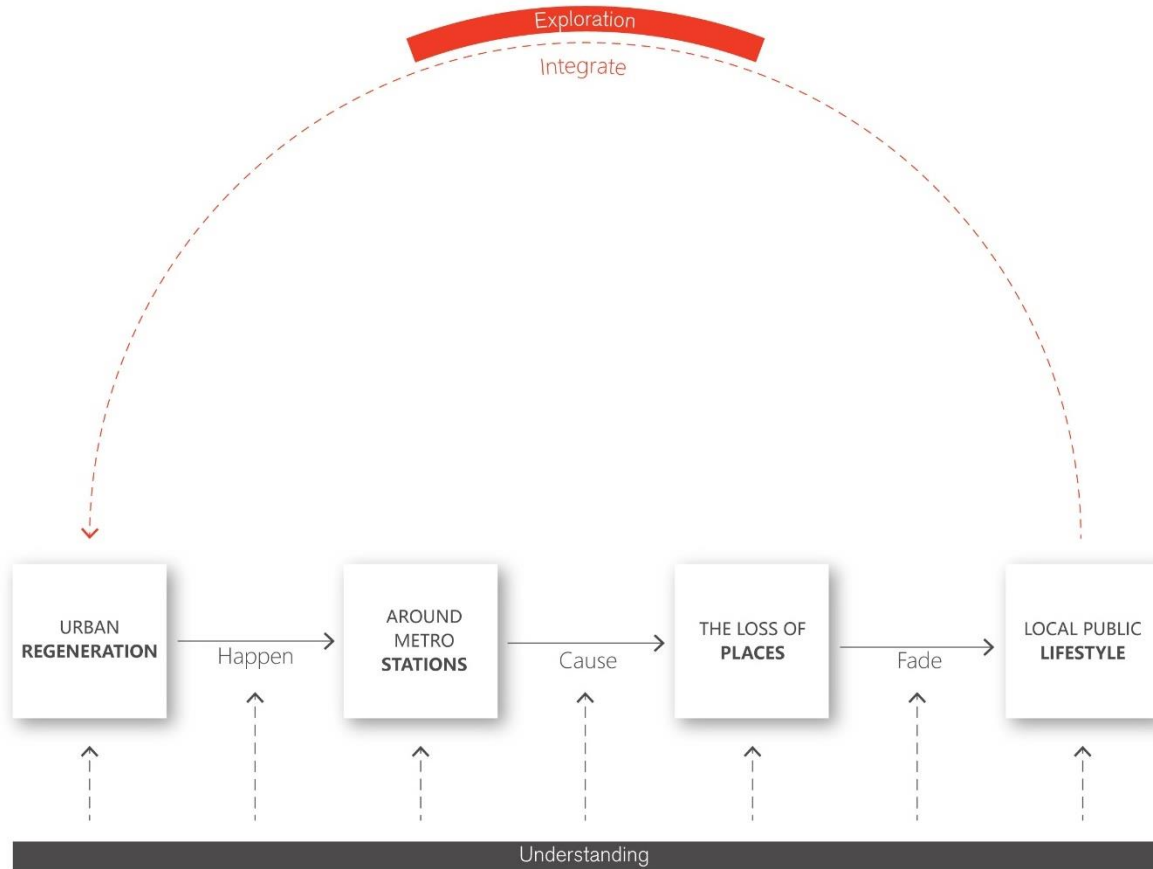 Exploration
Integrate
URBAN
REGENERATION
Happen
AROUND
METRO
STATIONS
Cause
THE LOSS OF
PLACES
Fade
LOCAL PUBLIC
LIFESTYLE
Understanding